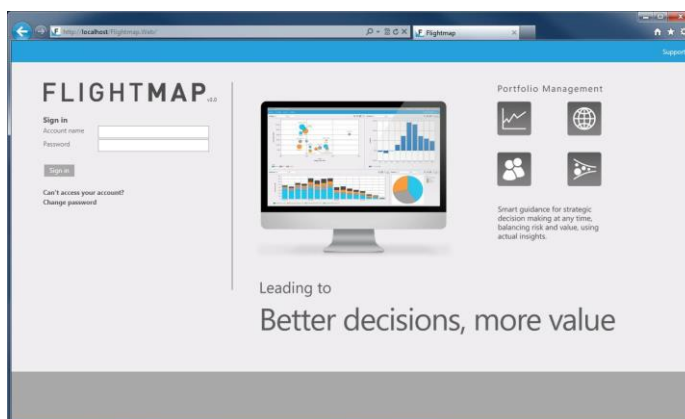 http://localhost/Flightmap.Web/
Flightmap
Support
FLIGHTMAP v3.0
Sign in
Account name
Password
Sign in
Can't access your account?
Change password
Portfolio Management
Smart guidance for strategic
decision making at any time,
balancing risk and value, using
actual insights.
Leading to
Better decisions, more value